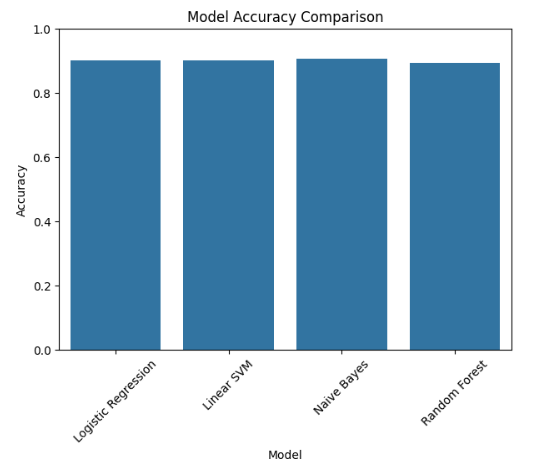 Model Accuracy Comparison
1.0
0.8
0.6
0.4
0.2
0.0
Accuracy
Logistic Regression
Linear SVM
Naive Bayes
Random Forest
Model